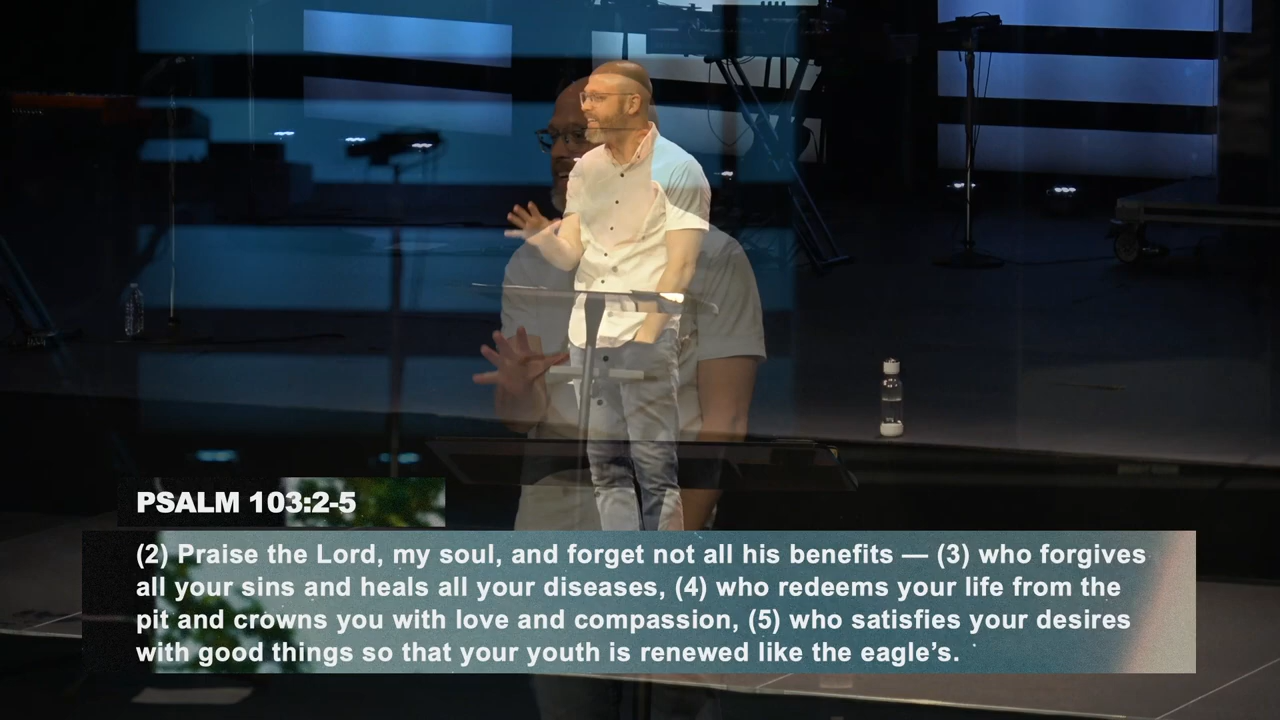 PSALM 103:2-5
(2) Praise the Lord, my soul, and forget not all his benefits — (3) who forgives
all your sins and heals all your diseases, (4) who redeems your life from the
pit and crowns you with love and compassion, (5) who satisfies your desires
with good things so that your youth is renewed like the eagle’s.